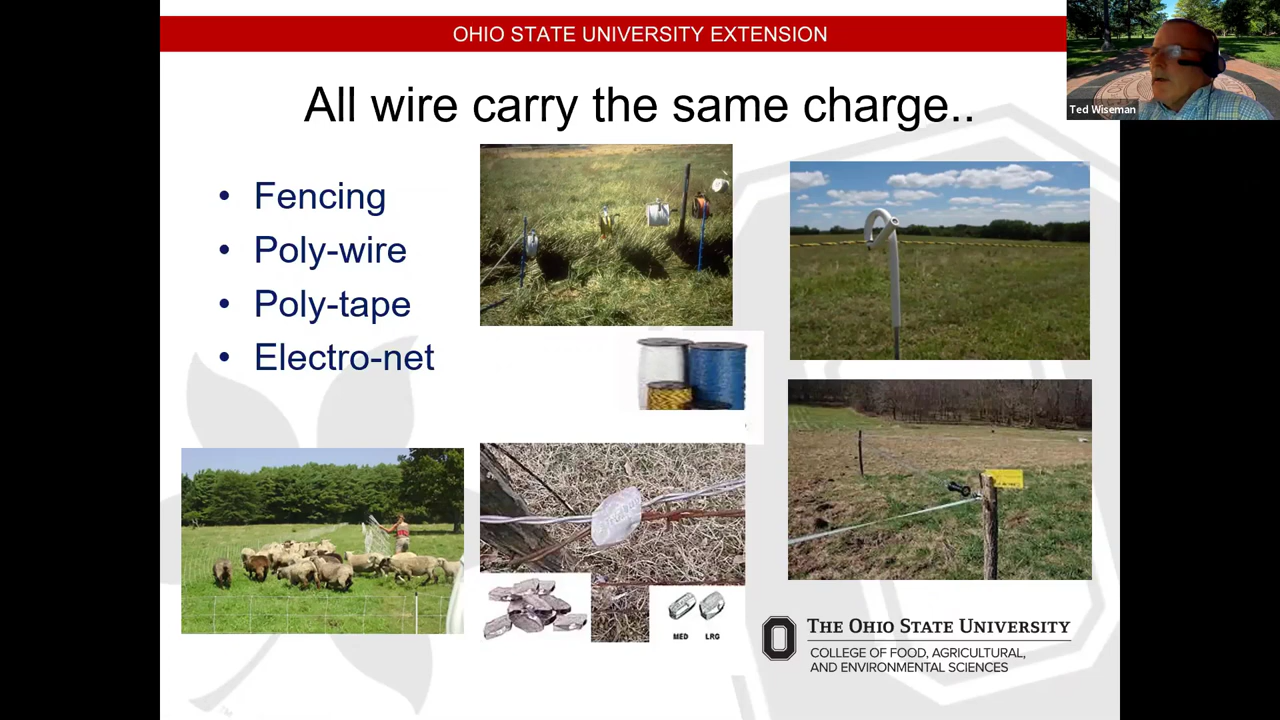 OHIO STATE UNIVERSITY EXTENSION
All wire carry the same charge..
• Fencing
• Poly-wire
• Poly-tape
• Electro-net
MED LRG
THE OHIO STATE UNIVERSITY
COLLEGE OF FOOD, AGRICULTURAL,
AND ENVIRONMENTAL SCIENCES
Ted Wiseman